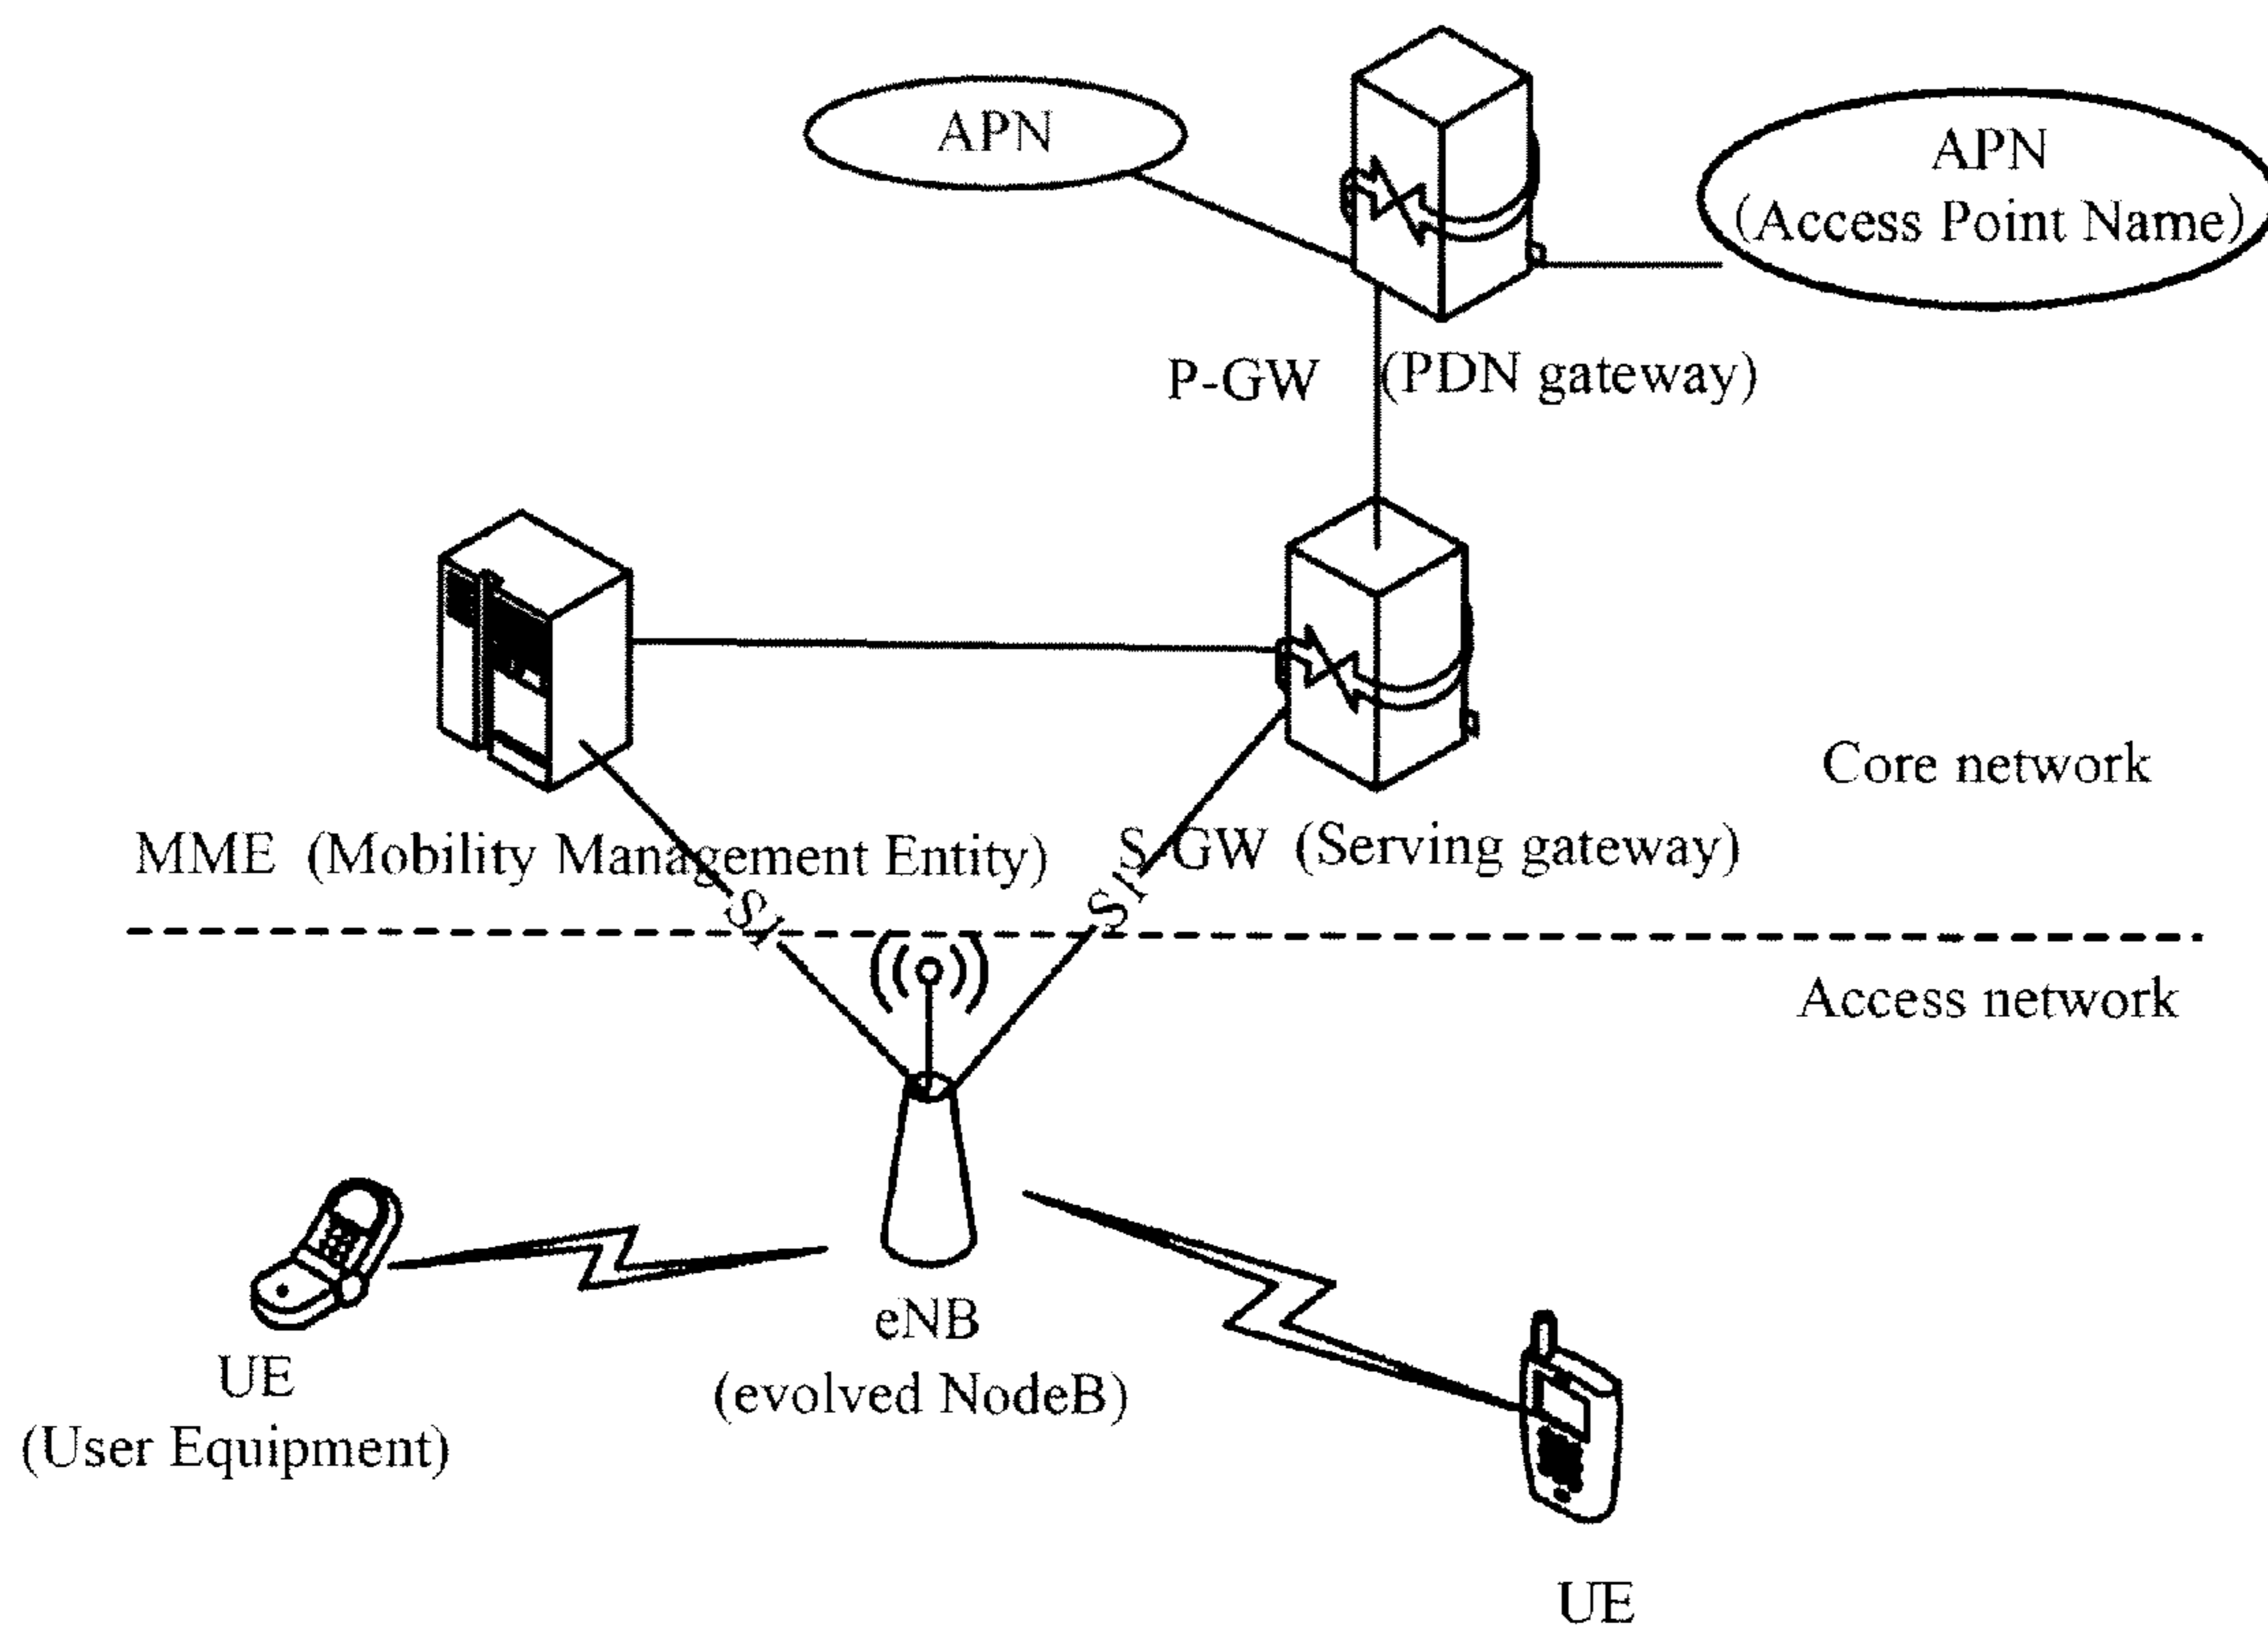 APN
APN
(Access Point Name)
P-GW (PDN gateway)
Core network
MME (Mobility Management Entity)
S-GW (Serving gateway)
S1
S1
Access network
eNB
(evolved NodeB)
UE
(User Equipment)
UE